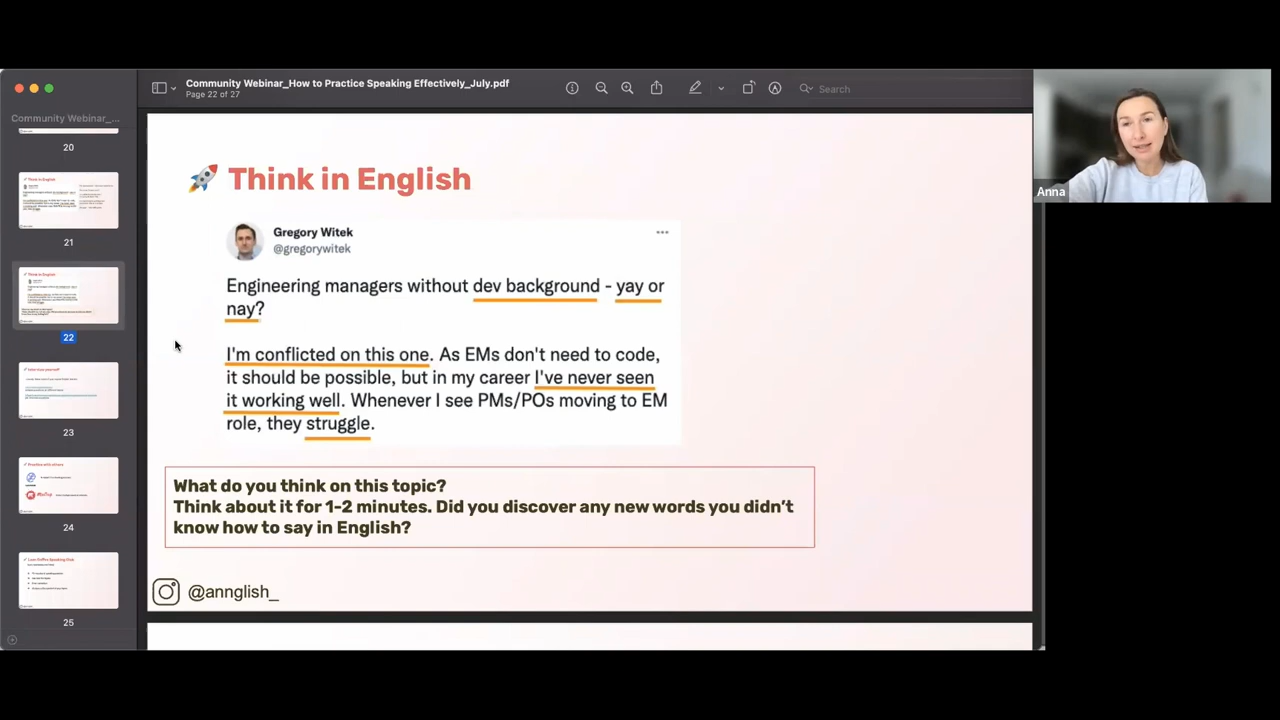 Community Webinar_How to Practice Speaking Effectively_July.pdf
Page 22 of 27
Search
Community Webinar_...
20
21
22
23
24
25
Think in English
Gregory Witek
@gregorywitek
Engineering managers without dev background - yay or
nay?
I'm conflicted on this one. As EMs don't need to code,
it should be possible, but in my career I've never seen
it working well. Whenever I see PMs/POs moving to EM
role, they struggle.
What do you think on this topic?
Think about it for 1-2 minutes. Did you discover any new words you didn't
know how to say in English?
@annglish_
Anna